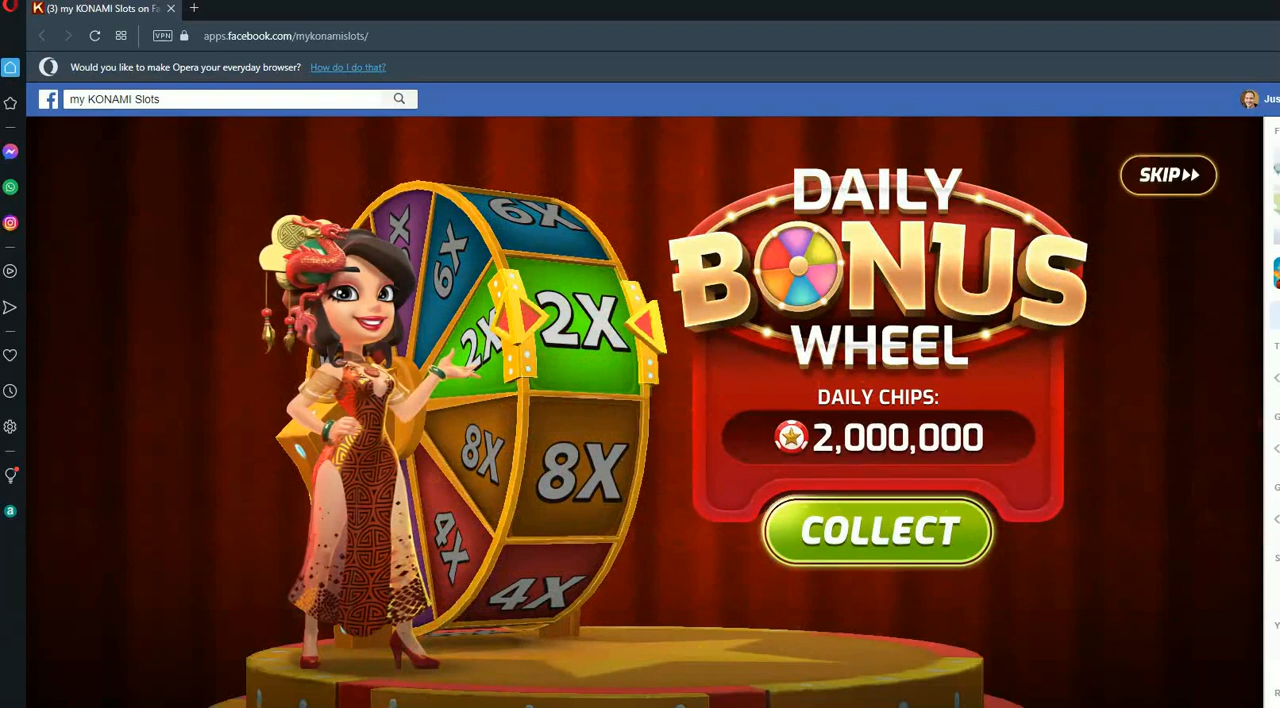 (3) my KONAMI Slots on Fa
VPN
apps.facebook.com/mykonamislots/
Would you like to make Opera your everyday browser? How do I do that?
my KONAMI Slots
Jus
SKIP
DAILY
BONUS
WHEEL
DAILY CHIPS:
2,000,000
COLLECT
X
6X
6X
2X
2X
8X
8X
4X
4X